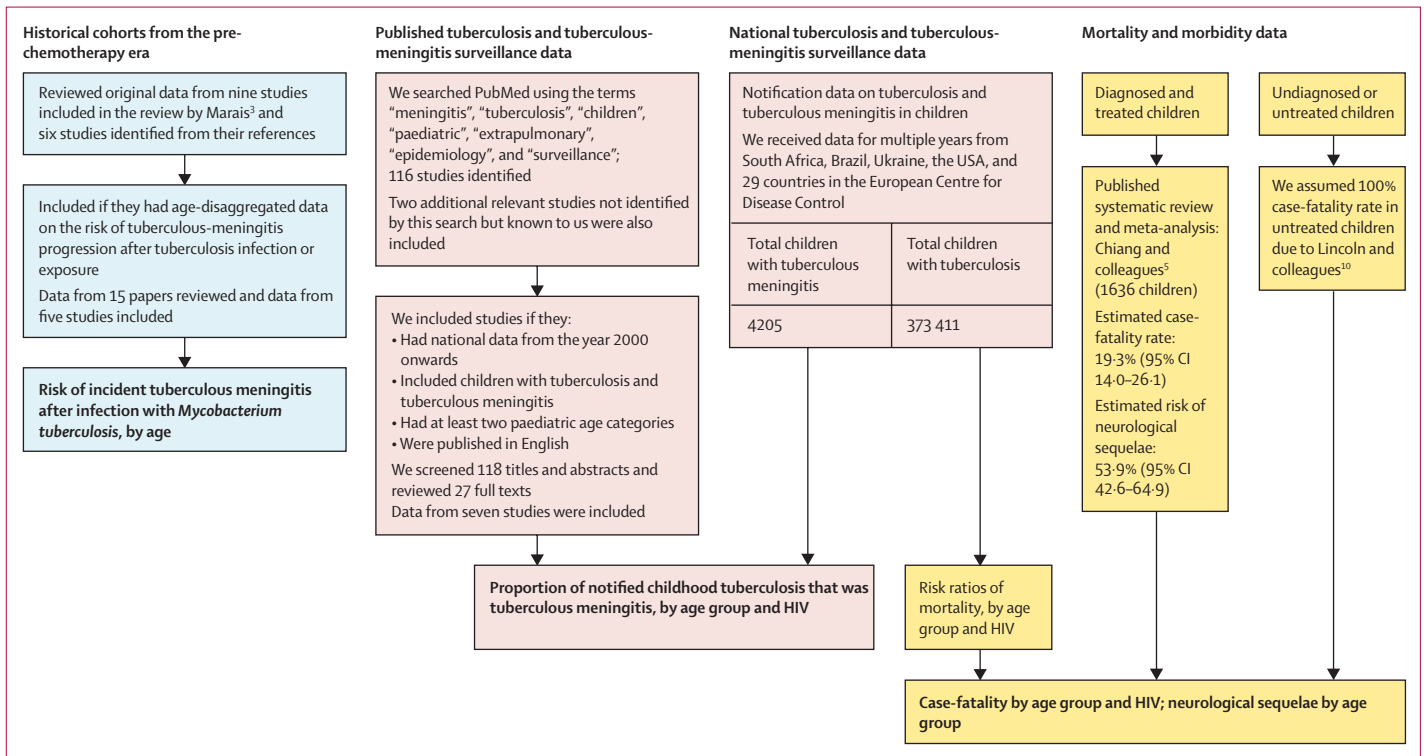 Historical cohorts from the pre-
chemotherapy era
Reviewed original data from nine studies
included in the review by Marais³ and
six studies identified from their references
Included if they had age-disaggregated data
on the risk of tuberculous-meningitis
progression after tuberculosis infection or
exposure
Data from 15 papers reviewed and data from
five studies included
Risk of incident tuberculous meningitis
after infection with Mycobacterium
tuberculosis, by age
Published tuberculosis and tuberculous-
meningitis surveillance data
We searched PubMed using the terms
“meningitis”, “tuberculosis”, “children”,
“paediatric”, “extrapulmonary”,
“epidemiology”, and “surveillance”;
116 studies identified
Two additional relevant studies not identified
by this search but known to us were also
included
We included studies if they:
• Had national data from the year 2000
onwards
• Included children with tuberculosis and
tuberculous meningitis
• Had at least two paediatric age categories
• Were published in English
We screened 118 titles and abstracts and
reviewed 27 full texts
Data from seven studies were included
National tuberculosis and tuberculous-
meningitis surveillance data
Notification data on tuberculosis and
tuberculous meningitis in children
We received data for multiple years from
South Africa, Brazil, Ukraine, the USA, and
29 countries in the European Centre for
Disease Control
Total children
with tuberculous
meningitis
Total children
with tuberculosis
4205
373 411
Proportion of notified childhood tuberculosis that was
tuberculous meningitis, by age group and HIV
Risk ratios of
mortality, by age
group and HIV
Mortality and morbidity data
Diagnosed and
treated children
Published
systematic review
and meta-analysis:
Chiang and
colleagues⁵
(1636 children)
Estimated case-
fatality rate:
19·3% (95% CI
14·0–26·1)
Estimated risk of
neurological
sequelae:
53·9% (95% CI
42·6–64·9)
Undiagnosed or
untreated children
We assumed 100%
case-fatality rate in
untreated children
due to Lincoln and
colleagues¹⁰
Case-fatality by age group and HIV; neurological sequelae by age
group